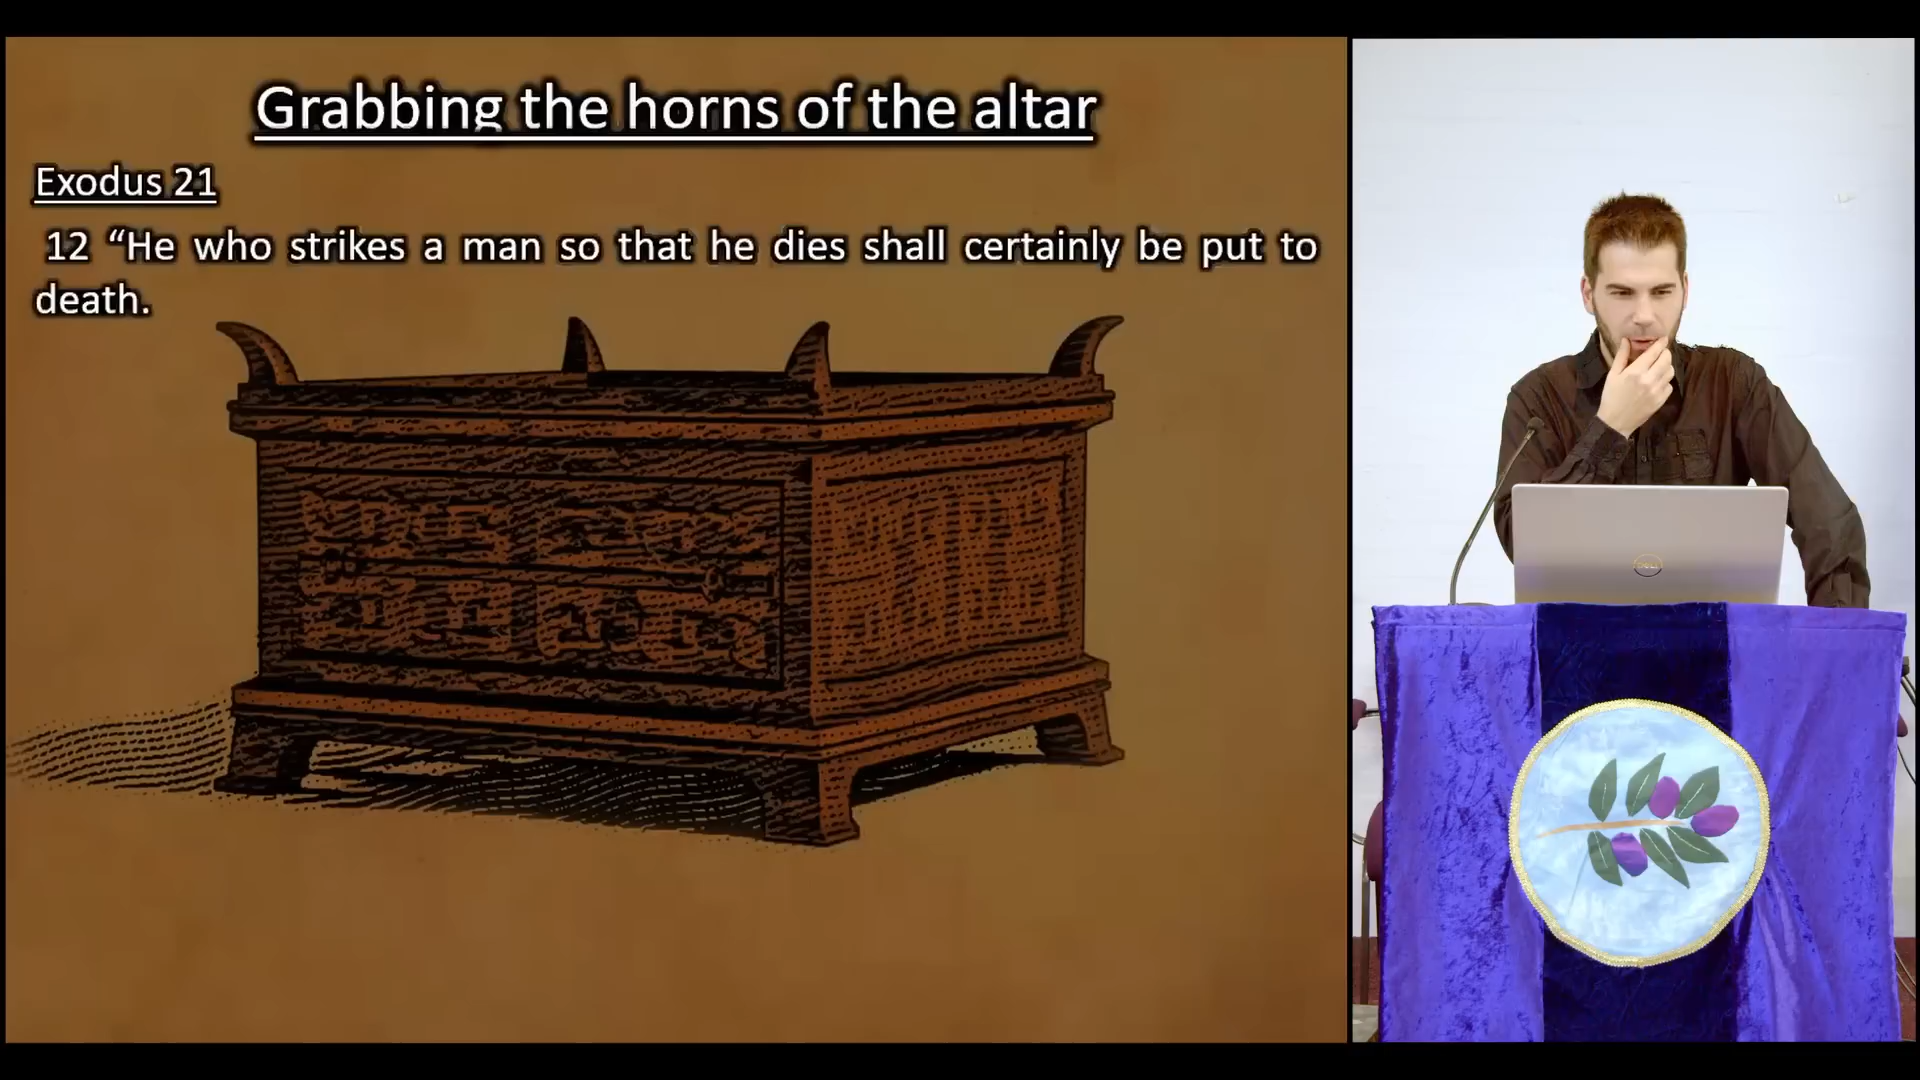 Grabbing the horns of the altar
Exodus 21
12 “He who strikes a man so that he dies shall certainly be put to
death.
DELL